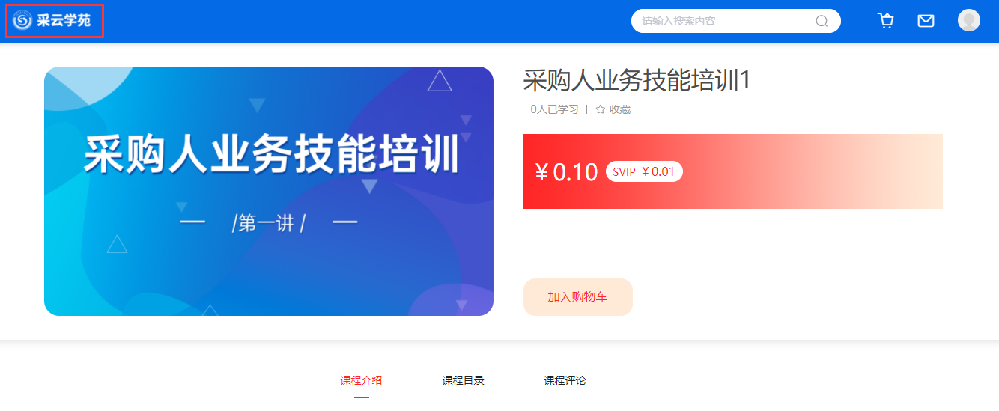 采云学苑
请输入搜索内容
采购人业务技能培训
/第一讲 /
采购人业务技能培训1
0人已学习 | 收藏
¥ 0.10 SVIP ¥0.01
加入购物车
课程介绍 课程目录 课程评论